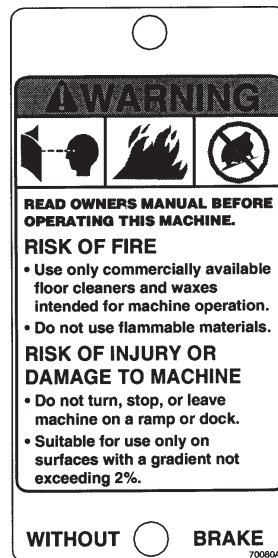 WARNING
READ OWNERS MANUAL BEFORE
OPERATING THIS MACHINE.
RISK OF FIRE
• Use only commercially available
floor cleaners and waxes
intended for machine operation.
• Do not use flammable materials.
RISK OF INJURY OR
DAMAGE TO MACHINE
• Do not turn, stop, or leave
machine on a ramp or dock.
• Suitable for use only on
surfaces with a gradient not
exceeding 2%.
WITHOUT BRAKE